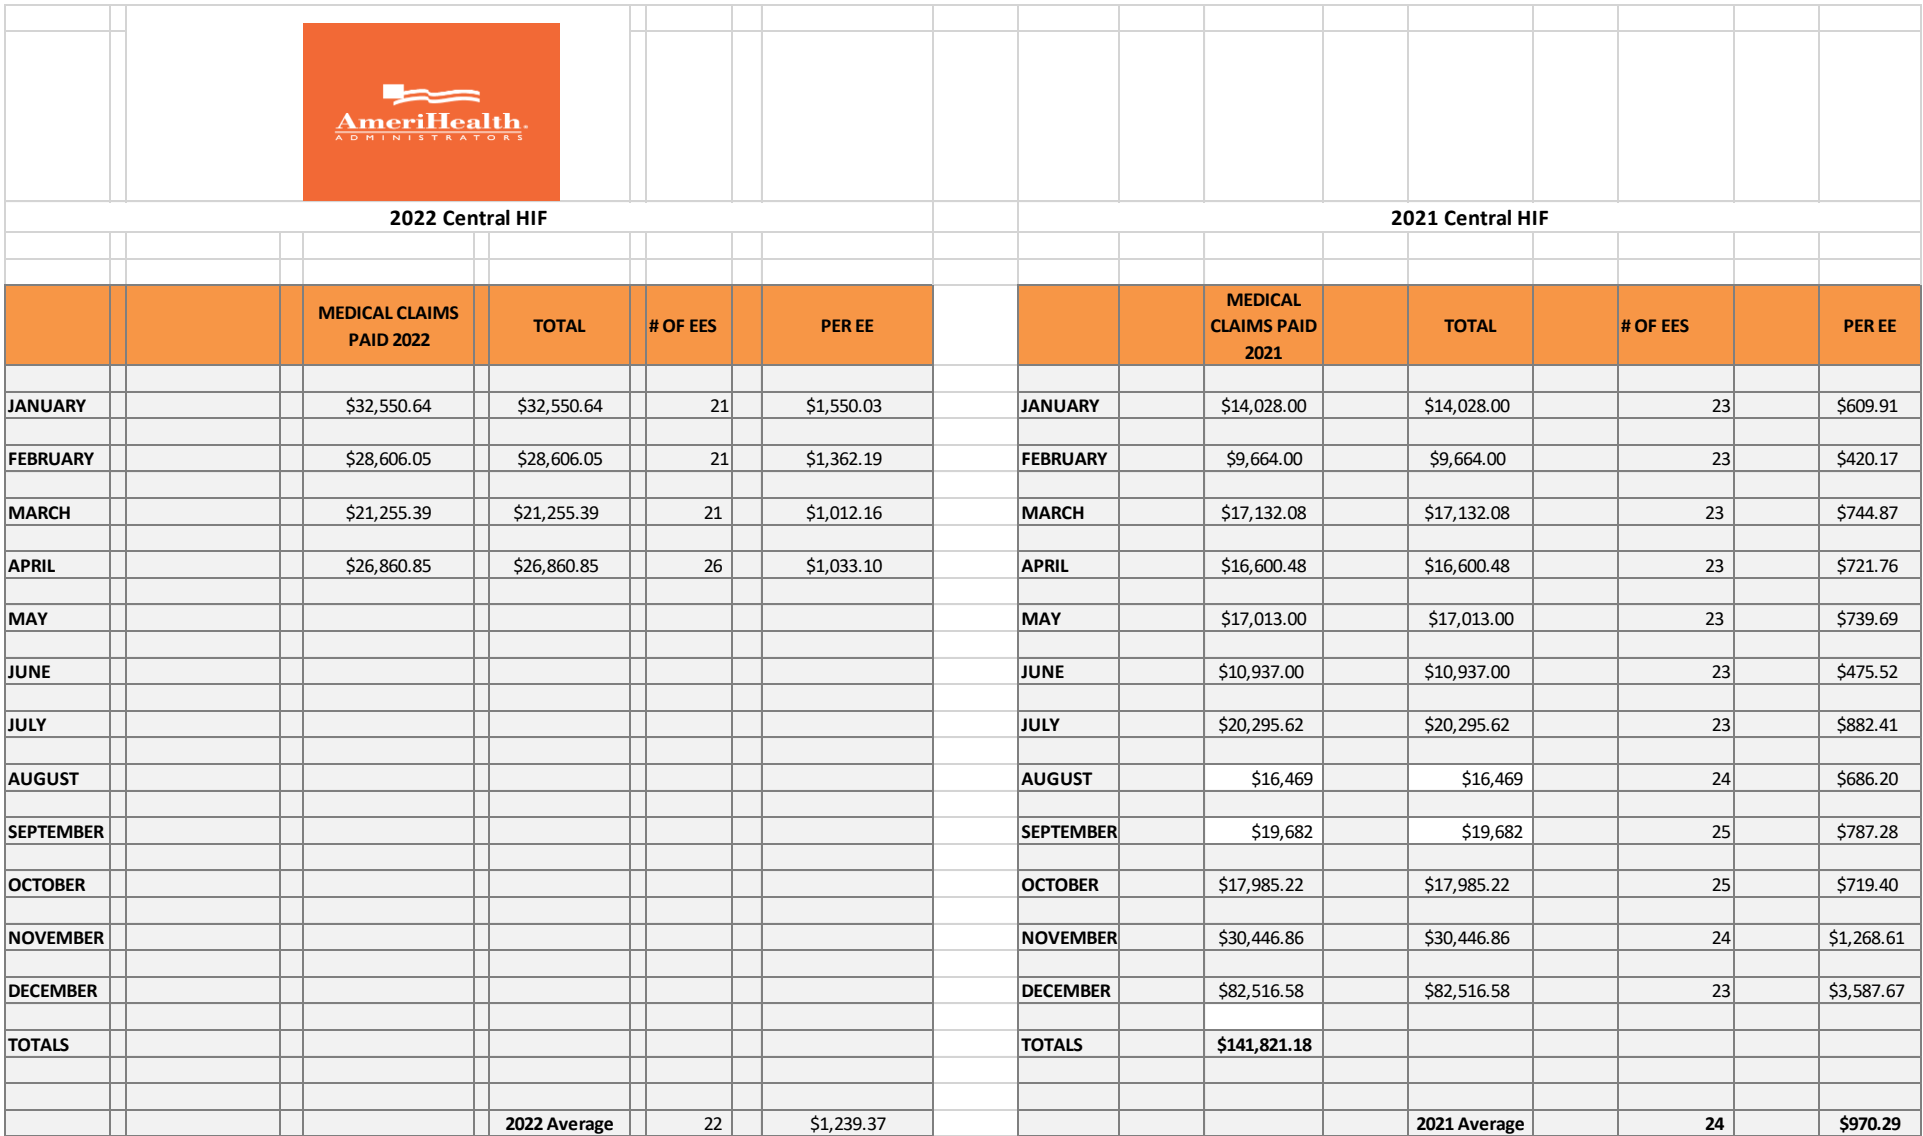 AmeriHealth.
ADMINISTRATORS
2022 Central HIF
2021 Central HIF
MEDICAL CLAIMS
PAID 2022
TOTAL
# OF EES
PER EE
MEDICAL
CLAIMS PAID
2021
TOTAL
# OF EES
PER EE
JANUARY $32,550.64 $32,550.64 21 $1,550.03 JANUARY $14,028.00 $14,028.00 23 $609.91
FEBRUARY $28,606.05 $28,606.05 21 $1,362.19 FEBRUARY $9,664.00 $9,664.00 23 $420.17
MARCH $21,255.39 $21,255.39 21 $1,012.16 MARCH $17,132.08 $17,132.08 23 $744.87
APRIL $26,860.85 $26,860.85 26 $1,033.10 APRIL $16,600.48 $16,600.48 23 $721.76
MAY MAY $17,013.00 $17,013.00 23 $739.69
JUNE JUNE $10,937.00 $10,937.00 23 $475.52
JULY JULY $20,295.62 $20,295.62 23 $882.41
AUGUST AUGUST $16,469 $16,469 24 $686.20
SEPTEMBER SEPTEMBER $19,682 $19,682 25 $787.28
OCTOBER OCTOBER $17,985.22 $17,985.22 25 $719.40
NOVEMBER NOVEMBER $30,446.86 $30,446.86 24 $1,268.61
DECEMBER DECEMBER $82,516.58 $82,516.58 23 $3,587.67
TOTALS TOTALS $141,821.18
2022 Average 22 $1,239.37 2021 Average 24 $970.29